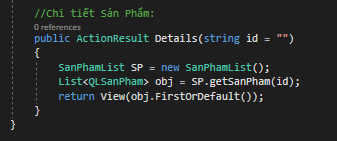 //Chi tiết Sản Phẩm:
0 references
public ActionResult Details(string id = "")
{
SanPhamList SP = new SanPhamList();
List<QLSanPham> obj = SP.getSanPham(id);
return View(obj.FirstOrDefault());
}
}